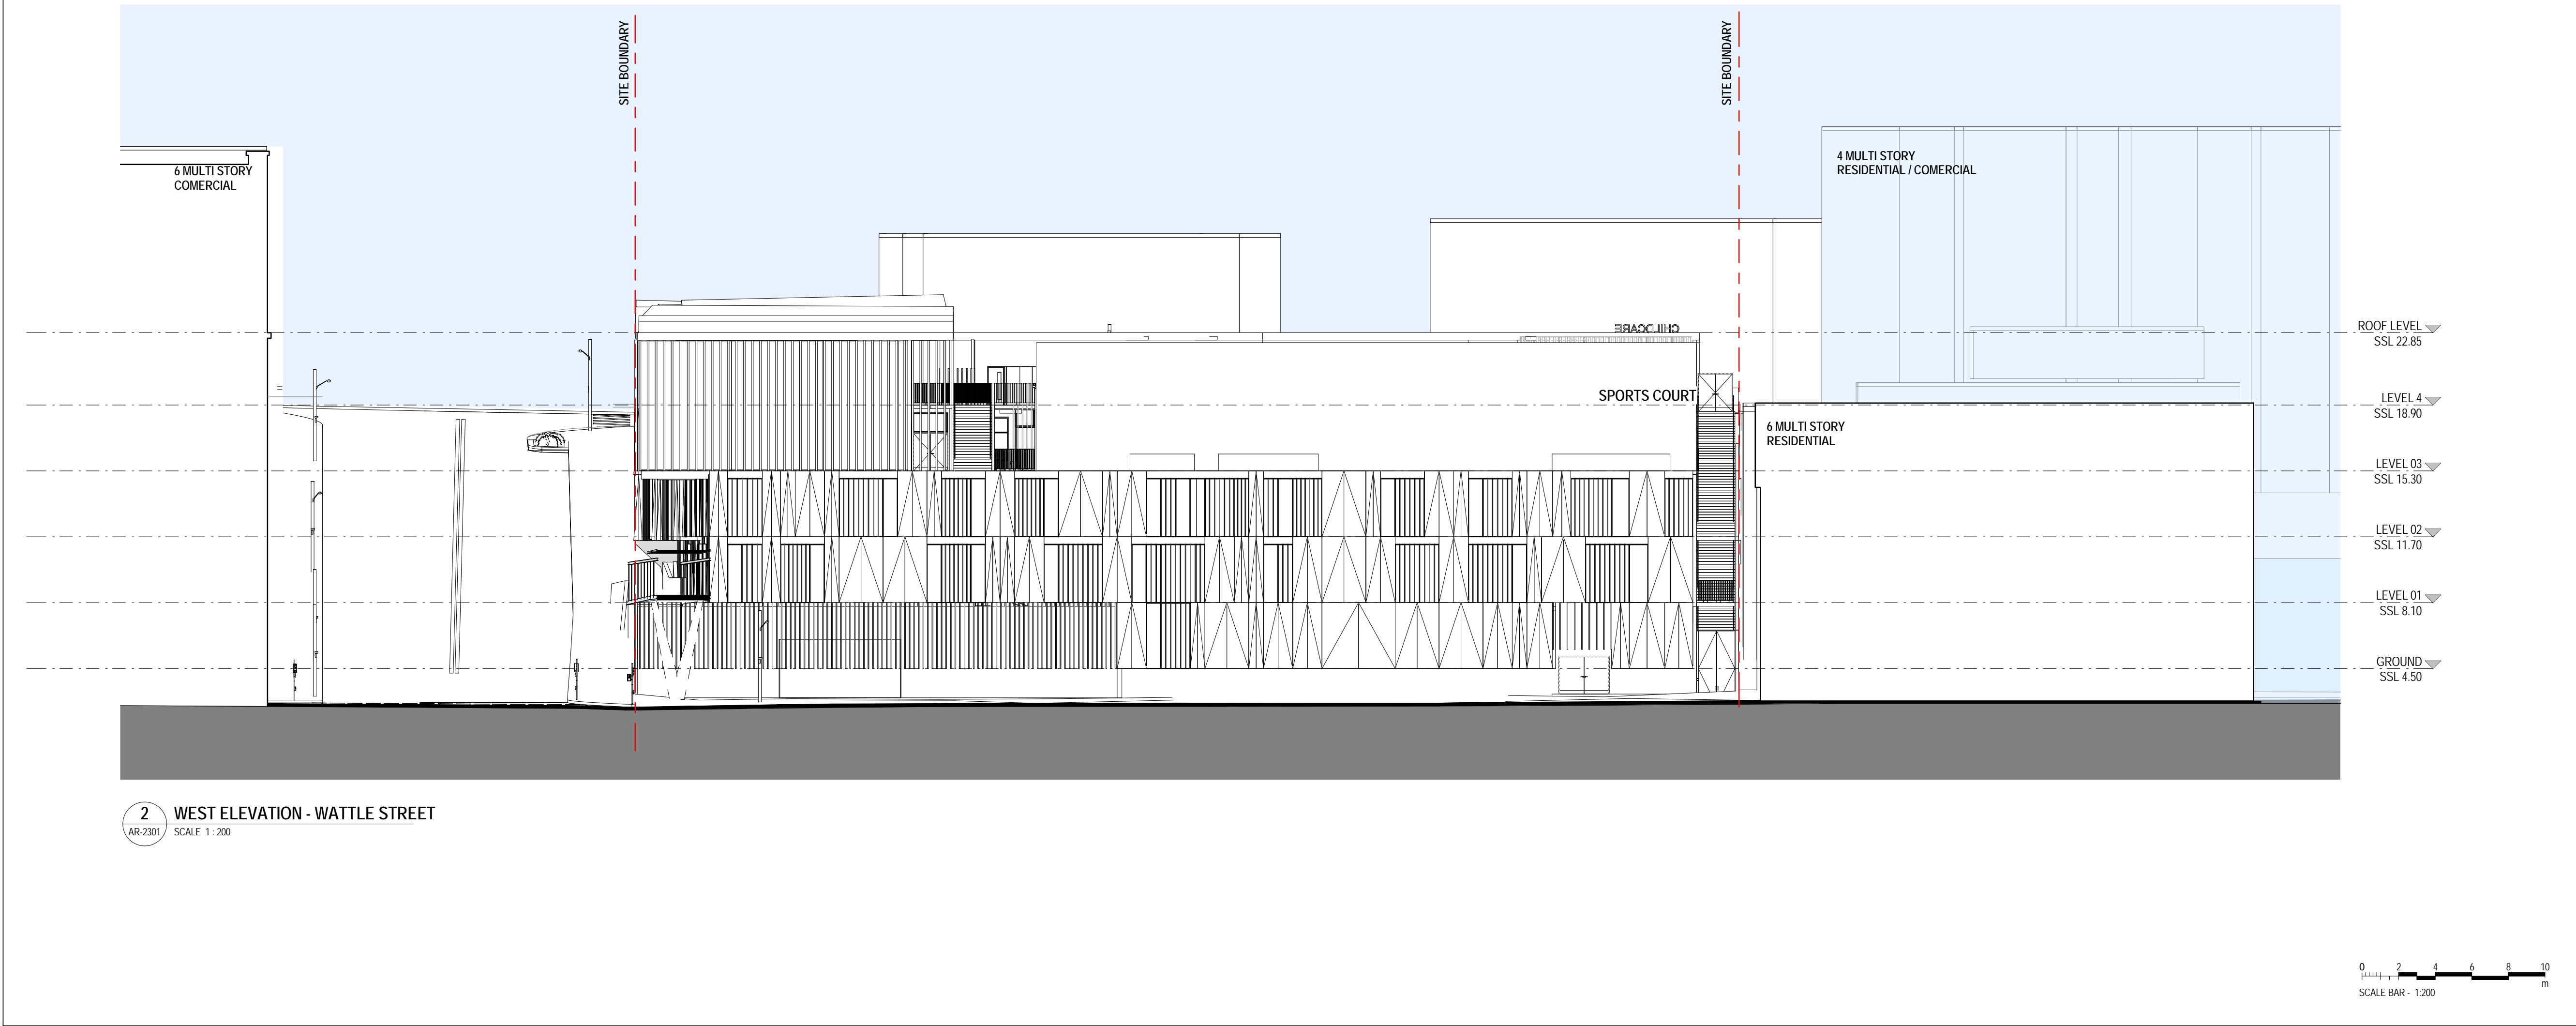 SITE BOUNDARY
SITE BOUNDARY
6 MULTI STORY
COMERCIAL
4 MULTI STORY
RESIDENTIAL / COMERCIAL
CHILDCARE
ROOF LEVEL
SSL 22.85
SPORTS COURT
LEVEL 4
SSL 18.90
6 MULTI STORY
RESIDENTIAL
LEVEL 03
SSL 15.30
LEVEL 02
SSL 11.70
LEVEL 01
SSL 8.10
GROUND
SSL 4.50
2
AR-2301
WEST ELEVATION - WATTLE STREET
SCALE 1 : 200
0 2 4 6 8 10
m
SCALE BAR - 1:200